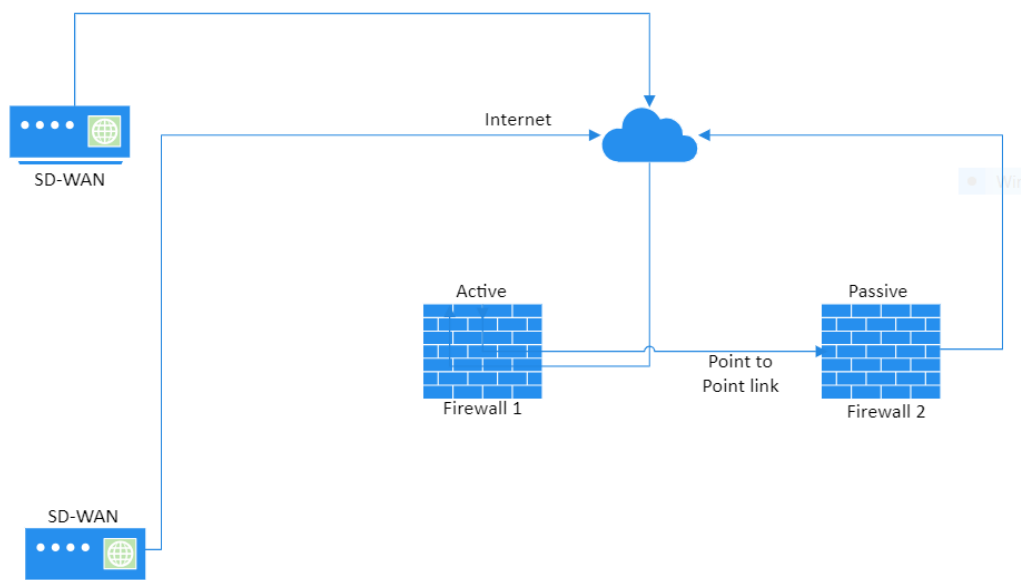 Internet
SD-WAN
Active
Passive
Point to
Point link
Firewall 1
Firewall 2
SD-WAN